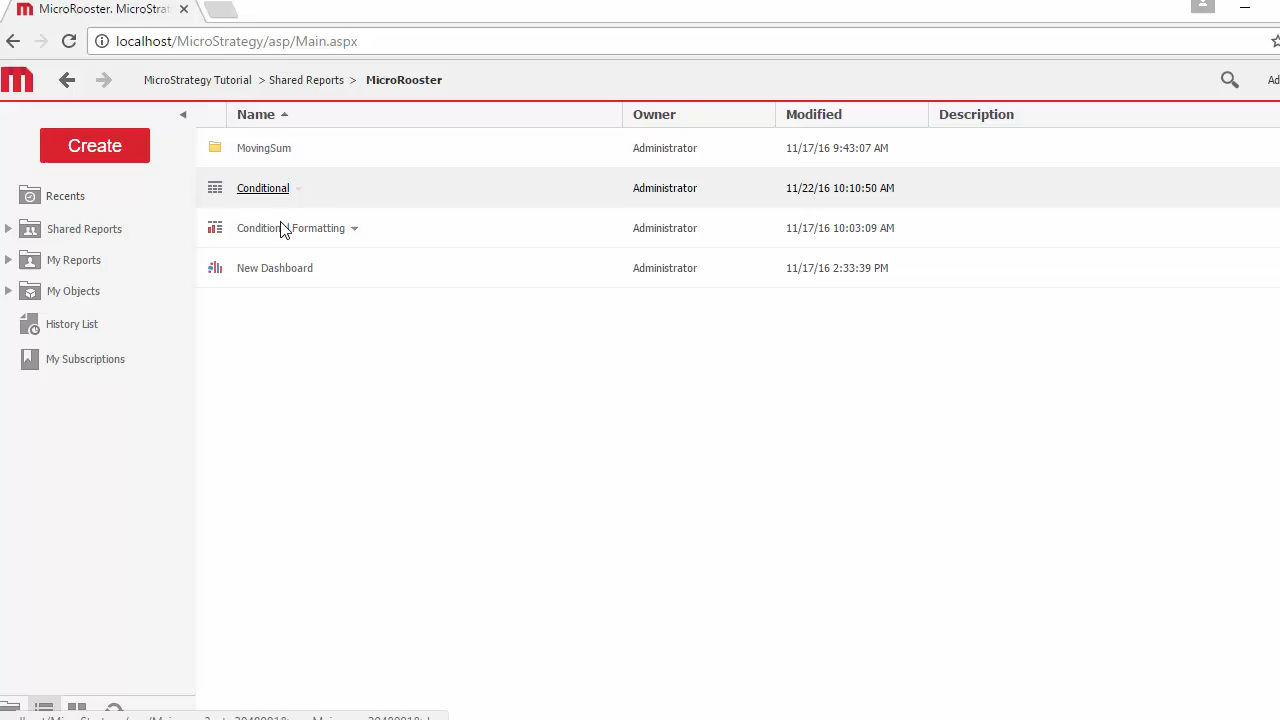 MicroRooster. MicroStrat
localhost/MicroStrategy/asp/Main.aspx
MicroStrategy Tutorial > Shared Reports > MicroRooster
Ad
Name Owner Modified Description
Create
MovingSum Administrator 11/17/16 9:43:07 AM
Conditional Administrator 11/22/16 10:10:50 AM
Recents
Shared Reports
Formatting Administrator 11/17/16 10:03:09 AM
My Reports
New Dashboard Administrator 11/17/16 2:33:39 PM
My Objects
History List
My Subscriptions